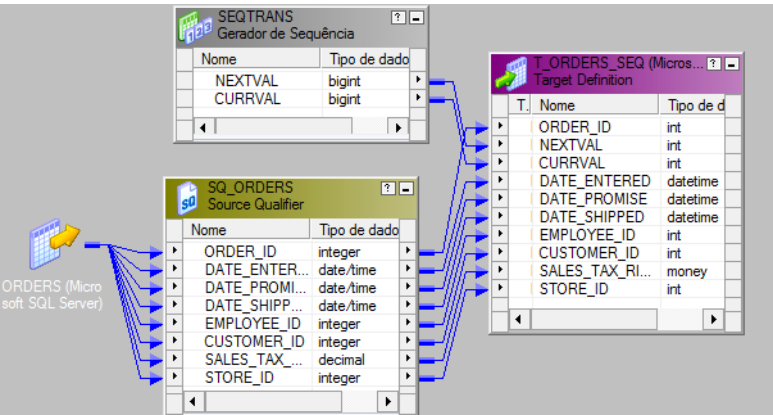 SEQTRANS
Gerador de Sequência
Nome Tipo de dado
NEXTVAL bigint
CURRVAL bigint
T_ORDERS_SEQ (Micros...
Target Definition
T. Nome Tipo de d
ORDER_ID int
NEXTVAL int
CURRVAL int
DATE_ENTERED datetime
DATE_PROMISE datetime
DATE_SHIPPED datetime
EMPLOYEE_ID int
CUSTOMER_ID int
SALES_TAX_RI... money
STORE_ID int
SQ_ORDERS
Source Qualifier
Nome Tipo de dado
ORDER_ID integer
DATE_ENTER... date/time
DATE_PROMI... date/time
DATE_SHIPP... date/time
EMPLOYEE_ID integer
CUSTOMER_ID integer
SALES_TAX_... decimal
STORE_ID integer
ORDERS (Micro
soft SQL Server)